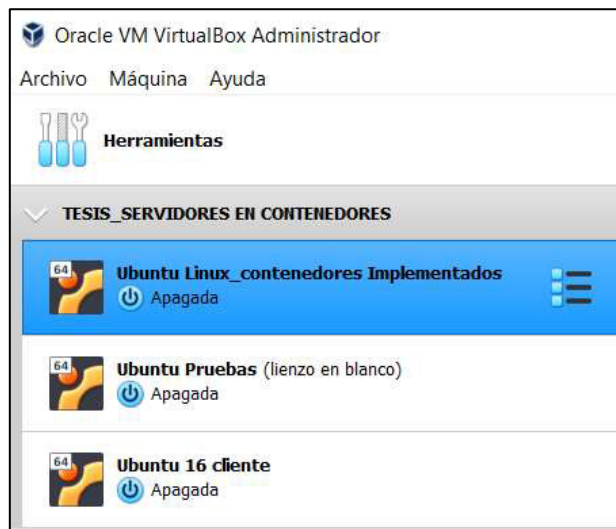 Oracle VM VirtualBox Administrador
Archivo Máquina Ayuda
Herramientas
TESIS_SERVIDORES EN CONTENEDORES
64
Ubuntu Linux_contenedores Implementados
Apagada
64
Ubuntu Pruebas (lienzo en blanco)
Apagada
64
Ubuntu 16 cliente
Apagada